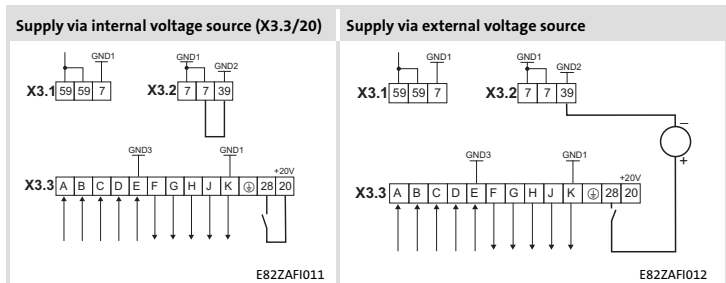 Supply via internal voltage source (X3.3/20)
GND1
X3.1 59 59 7
GND1
GND2
X3.2 7 7 39
GND3
GND1
+20V
X3.3 A B C D E F G H J K 28 20
E82ZAFI011
Supply via external voltage source
GND1
X3.1 59 59 7
GND1
GND2
X3.2 7 7 39
–
+
GND3
GND1
+20V
X3.3 A B C D E F G H J K 28 20
E82ZAFI012